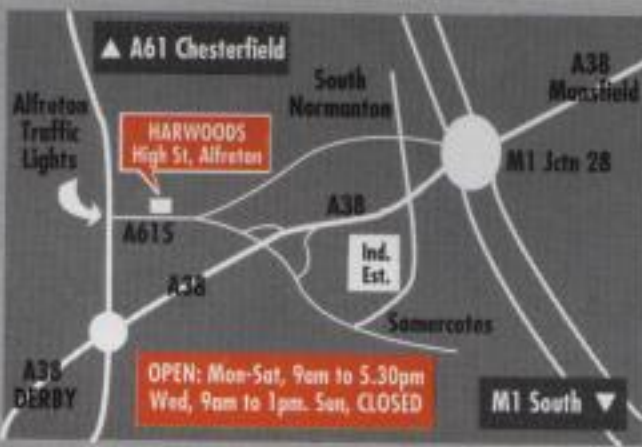 ▲ A61 Chesterfield
South
Normanton
A38
Mansfield
Alfreton
Traffic
Lights
HARWOODS
High St, Alfreton
M1 Jctn 28
A615
A38
Ind.
Est.
A38
Somercotes
A38
DERBY
OPEN: Mon-Sat, 9am to 5.30pm
Wed, 9am to 1pm. Sun, CLOSED
M1 South ▼